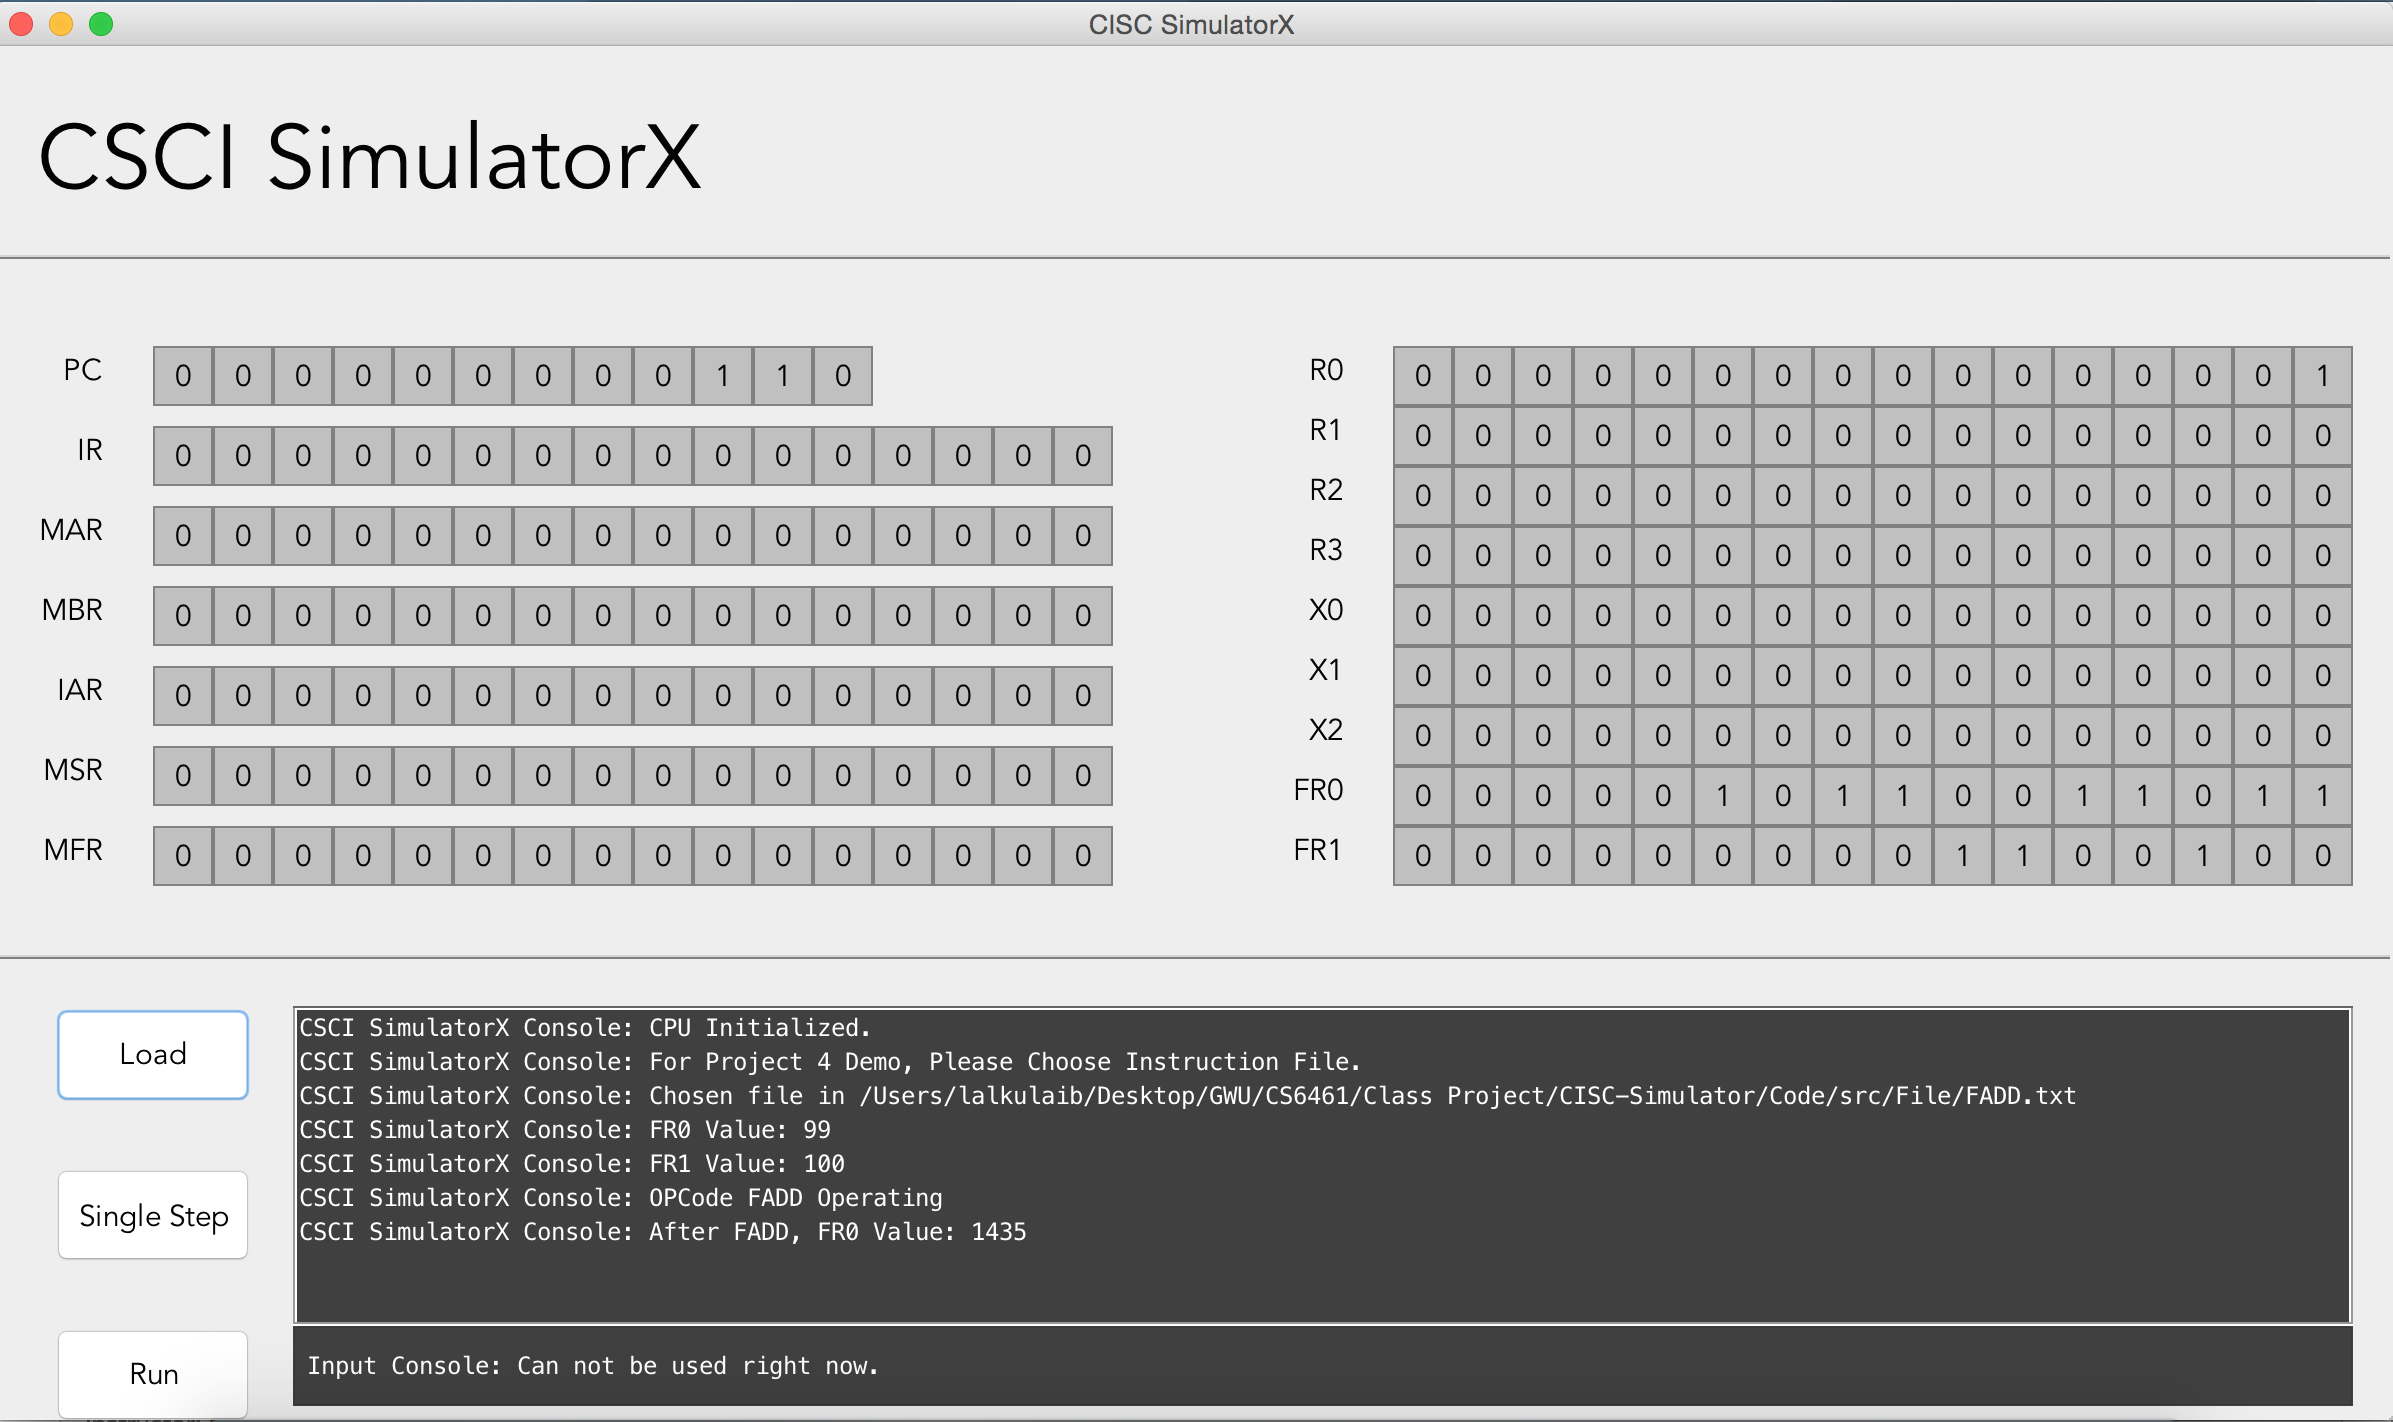 CISC SimulatorX
CSCI SimulatorX
PC 0 0 0 0 0 0 0 0 0 1 1 0
IR 0 0 0 0 0 0 0 0 0 0 0 0 0 0 0 0
MAR 0 0 0 0 0 0 0 0 0 0 0 0 0 0 0 0
MBR 0 0 0 0 0 0 0 0 0 0 0 0 0 0 0 0
IAR 0 0 0 0 0 0 0 0 0 0 0 0 0 0 0 0
MSR 0 0 0 0 0 0 0 0 0 0 0 0 0 0 0 0
MFR 0 0 0 0 0 0 0 0 0 0 0 0 0 0 0 0
R0 0 0 0 0 0 0 0 0 0 0 0 0 0 0 0 1
R1 0 0 0 0 0 0 0 0 0 0 0 0 0 0 0 0
R2 0 0 0 0 0 0 0 0 0 0 0 0 0 0 0 0
R3 0 0 0 0 0 0 0 0 0 0 0 0 0 0 0 0
X0 0 0 0 0 0 0 0 0 0 0 0 0 0 0 0 0
X1 0 0 0 0 0 0 0 0 0 0 0 0 0 0 0 0
X2 0 0 0 0 0 0 0 0 0 0 0 0 0 0 0 0
FR0 0 0 0 0 0 1 0 1 1 0 0 1 1 0 1 1
FR1 0 0 0 0 0 0 0 0 0 1 1 0 0 1 0 0
Load
Single Step
Run
CSCI SimulatorX Console: CPU Initialized.
CSCI SimulatorX Console: For Project 4 Demo, Please Choose Instruction File.
CSCI SimulatorX Console: Chosen file in /Users/lalkulaib/Desktop/GWU/CS6461/Class Project/CISC-Simulator/Code/src/File/FADD.txt
CSCI SimulatorX Console: FR0 Value: 99
CSCI SimulatorX Console: FR1 Value: 100
CSCI SimulatorX Console: OPCode FADD Operating
CSCI SimulatorX Console: After FADD, FR0 Value: 1435
Input Console: Can not be used right now.